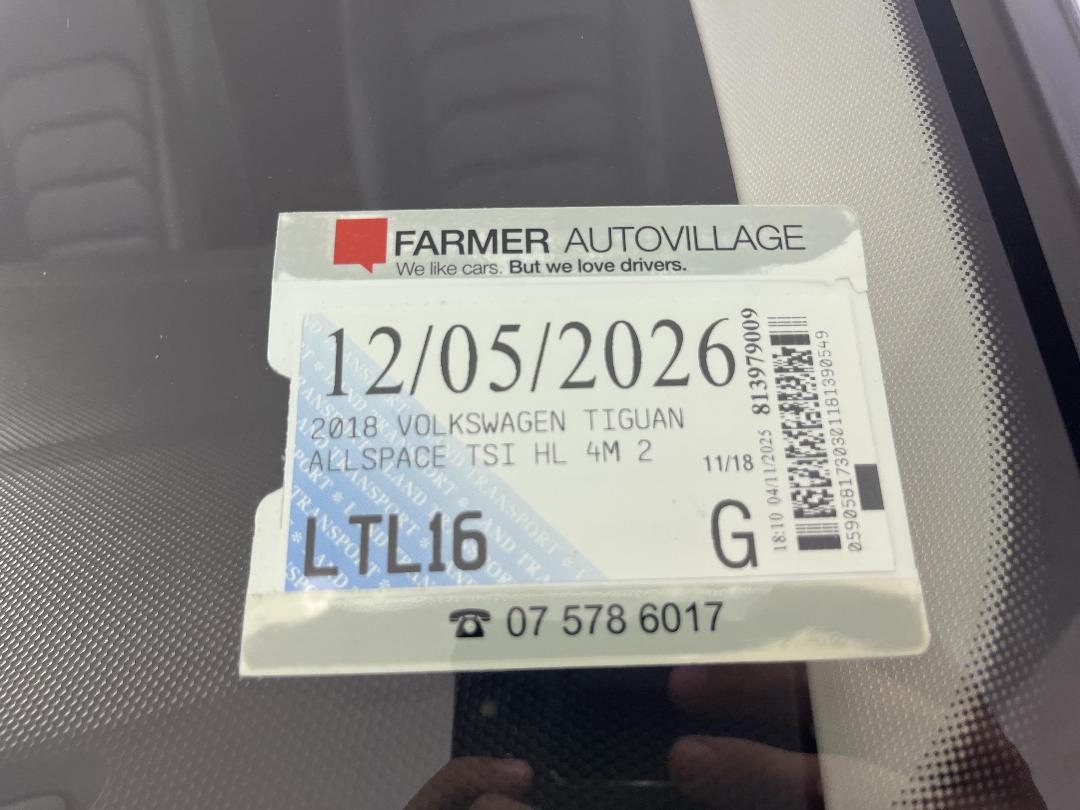 FARMER AUTOVILLAGE
We like cars. But we love drivers.
12/05/2026
2018 VOLKSWAGEN TIGUAN
ALLSPACE TSI HL 4M 2
11/18
LTL16
G
18:10 04/11/2025 813979009
059058173030118139054​9
☎ 07 578 6017